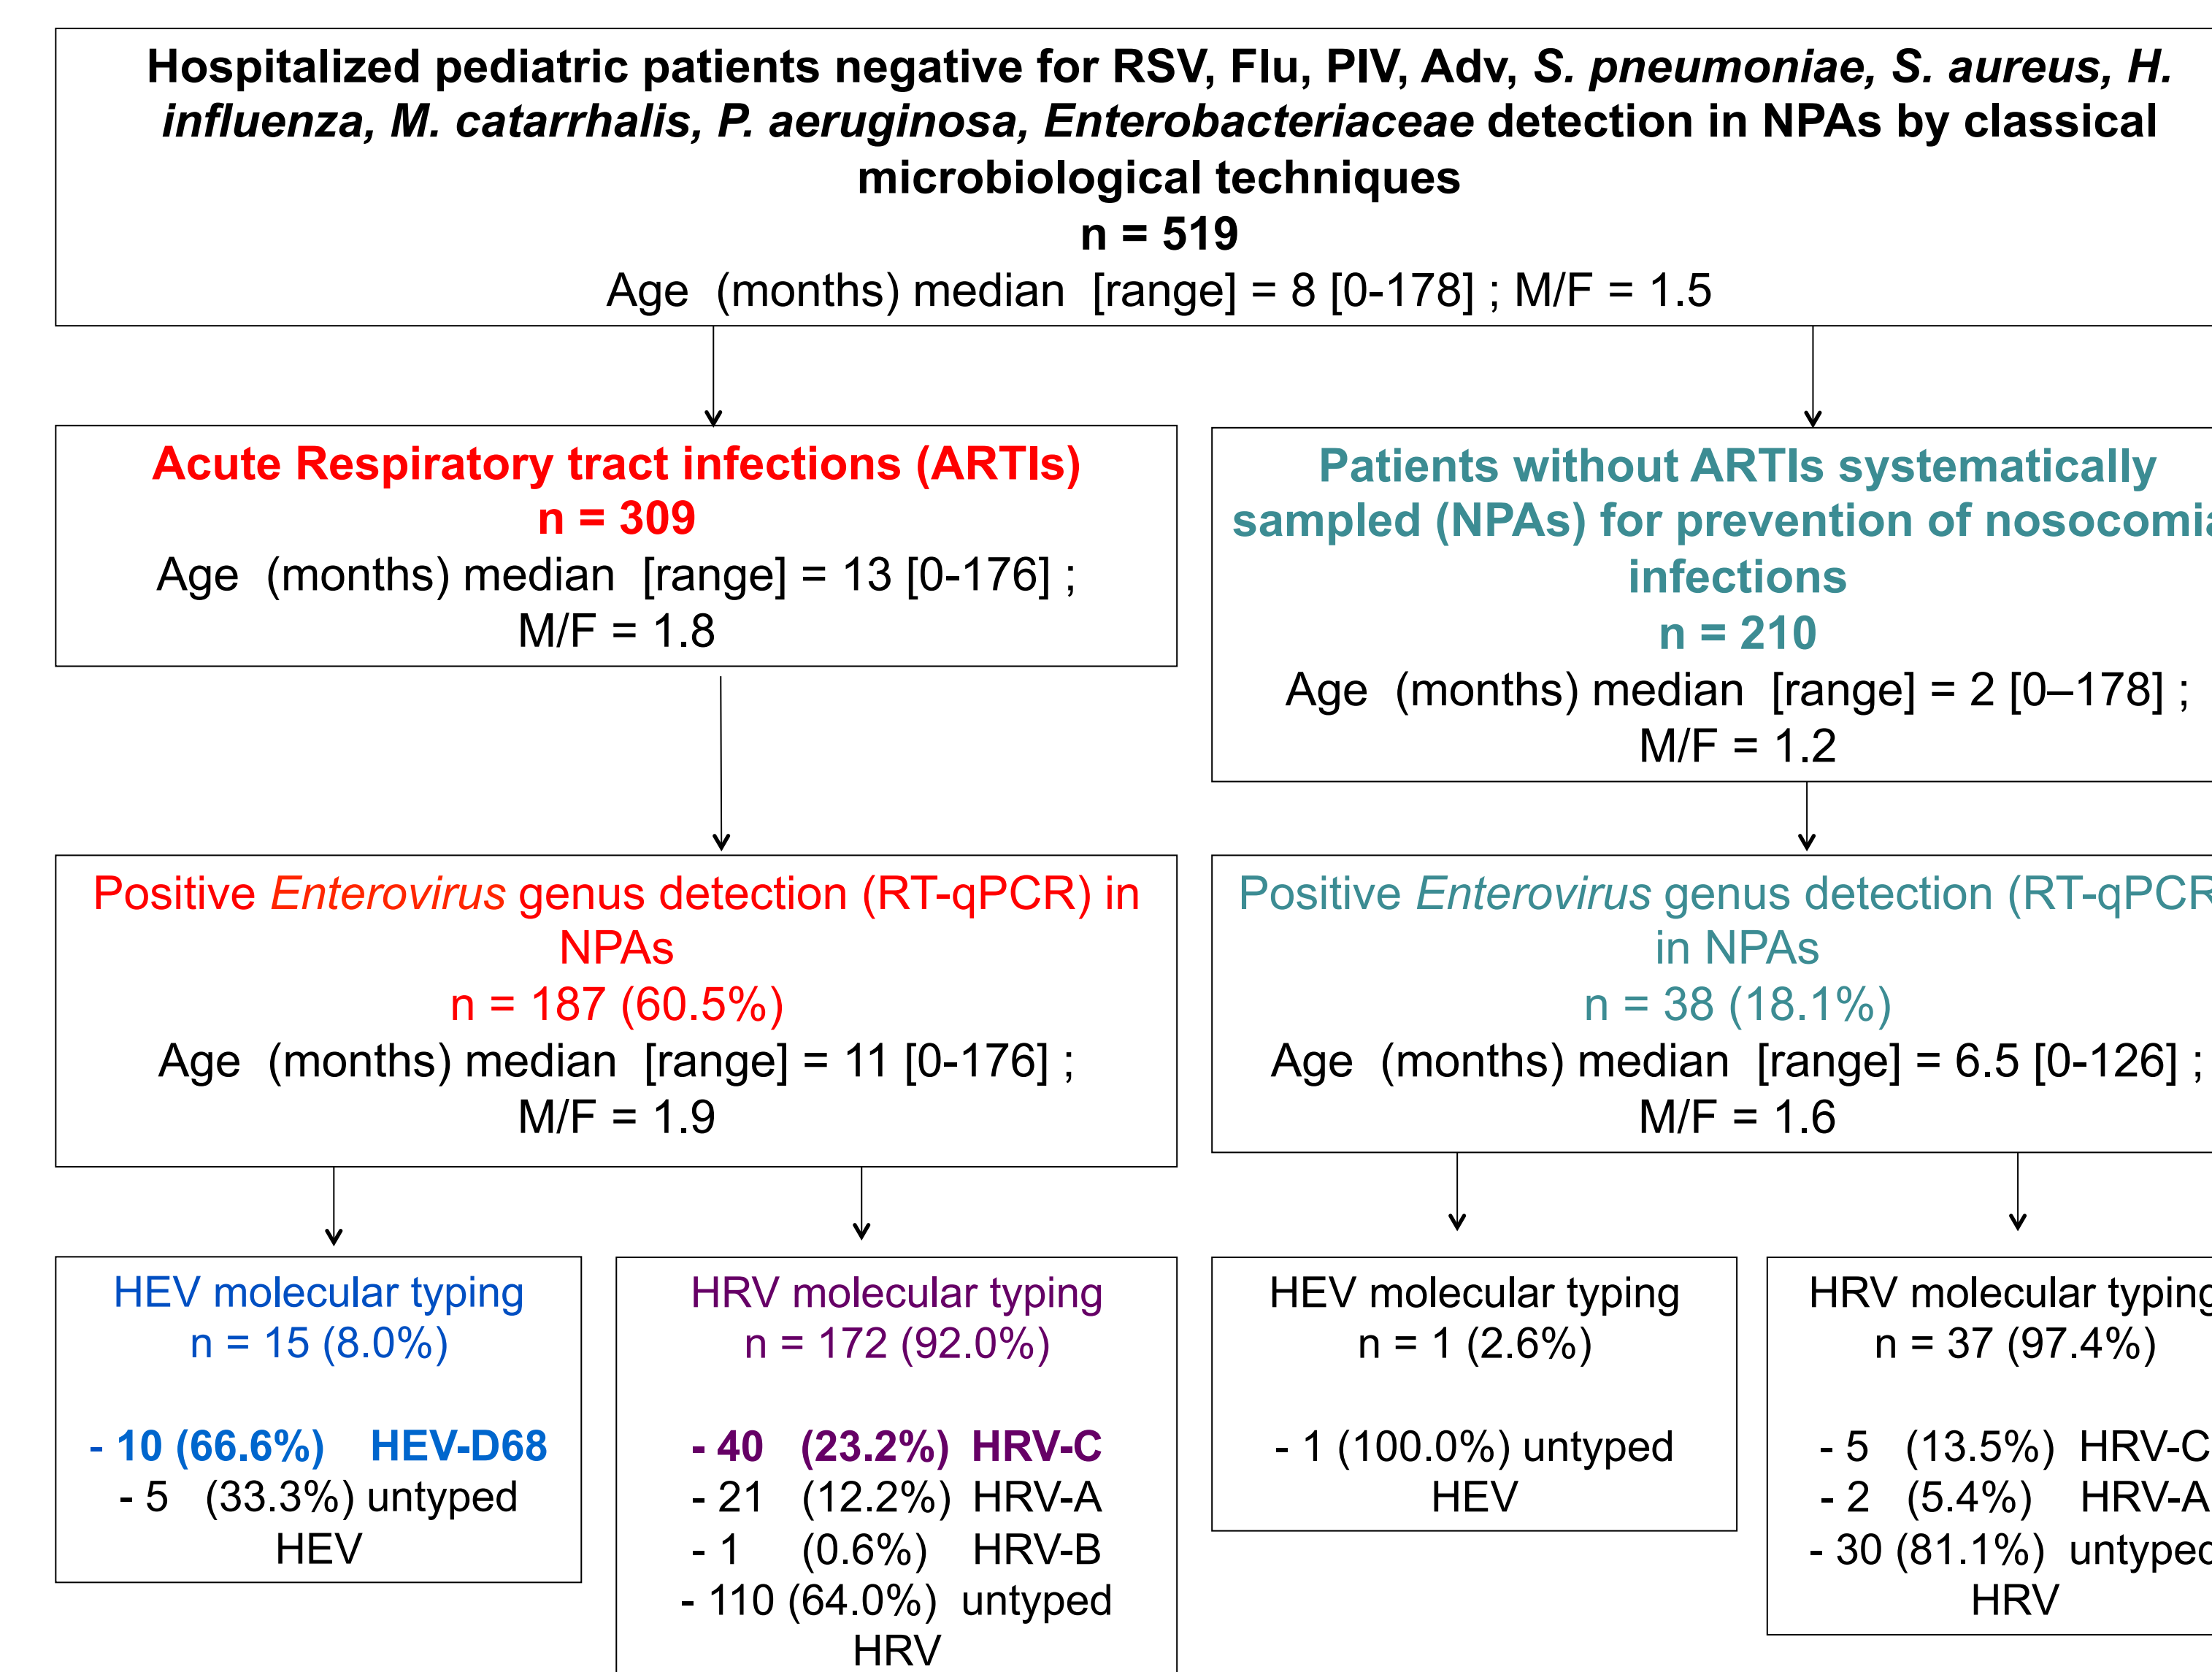 Hospitalized pediatric patients negative for RSV, Flu, PIV, Adv, S. pneumoniae, S. aureus, H.
influenza, M. catarrhalis, P. aeruginosa, Enterobacteriaceae detection in NPAs by classical
microbiological techniques
n = 519
Age (months) median [range] = 8 [0-178] ; M/F = 1.5
Acute Respiratory tract infections (ARTIs)
n = 309
Age (months) median [range] = 13 [0-176] ;
M/F = 1.8
Patients without ARTIs systematically
sampled (NPAs) for prevention of nosocomia
infections
n = 210
Age (months) median [range] = 2 [0–178] ;
M/F = 1.2
Positive Enterovirus genus detection (RT-qPCR) in
NPAs
n = 187 (60.5%)
Age (months) median [range] = 11 [0-176] ;
M/F = 1.9
Positive Enterovirus genus detection (RT-qPCR
in NPAs
n = 38 (18.1%)
Age (months) median [range] = 6.5 [0-126] ;
M/F = 1.6
HEV molecular typing
n = 15 (8.0%)
- 10 (66.6%) HEV-D68
- 5 (33.3%) untyped
HEV
HRV molecular typing
n = 172 (92.0%)
- 40 (23.2%) HRV-C
- 21 (12.2%) HRV-A
- 1 (0.6%) HRV-B
- 110 (64.0%) untyped
HRV
HEV molecular typing
n = 1 (2.6%)
- 1 (100.0%) untyped
HEV
HRV molecular typing
n = 37 (97.4%)
- 5 (13.5%) HRV-C
- 2 (5.4%) HRV-A
- 30 (81.1%) untyped
HRV